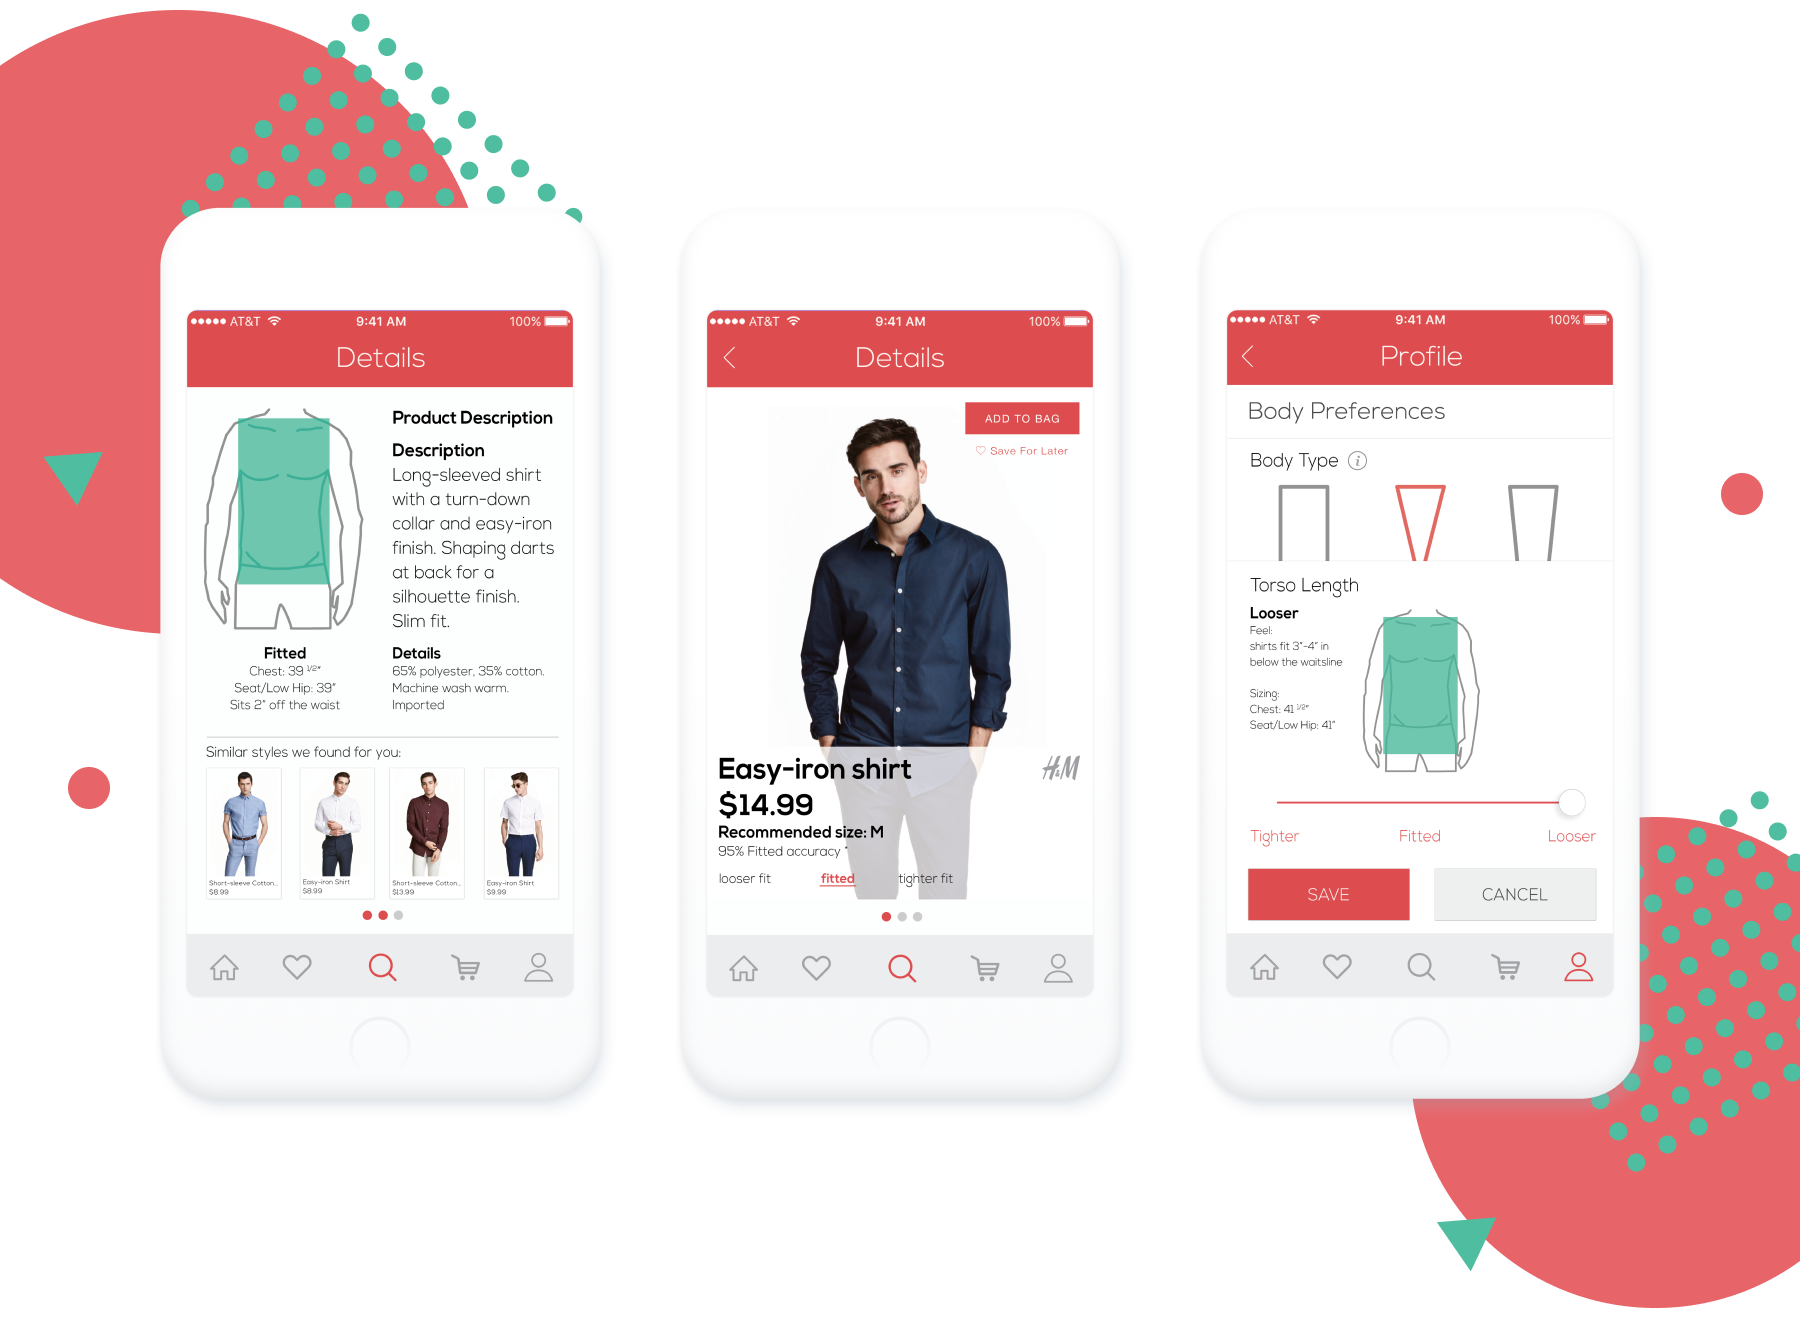 AT&T 9:41 AM 100%
Details
Product Description
Description
Long-sleeved shirt
with a turn-down
collar and easy-iron
finish. Shaping darts
at back for a
silhouette finish.
Slim fit.
Fitted
Chest: 39 1/2"
Seat/Low Hip: 39"
Sits 2" off the waist
Details
65% polyester, 35% cotton.
Machine wash warm.
Imported
Similar styles we found for you:
Short-sleeve Cotton...
$8.99
Easy-iron Shirt
$8.99
Short-sleeve Cotton...
$13.99
Easy-iron Shirt
$9.99
AT&T 9:41 AM 100%
Details
ADD TO BAG
Save For Later
Easy-iron shirt
H&M
$14.99
Recommended size: M
95% Fitted accuracy *
looser fit fitted tighter fit
AT&T 9:41 AM 100%
Profile
Body Preferences
Body Type i
Torso Length
Looser
Feel:
shirts fit 3"-4" in
below the waitsline
Sizing:
Chest: 41 1/2"
Seat/Low Hip: 41"
Tighter Fitted Looser
SAVE CANCEL